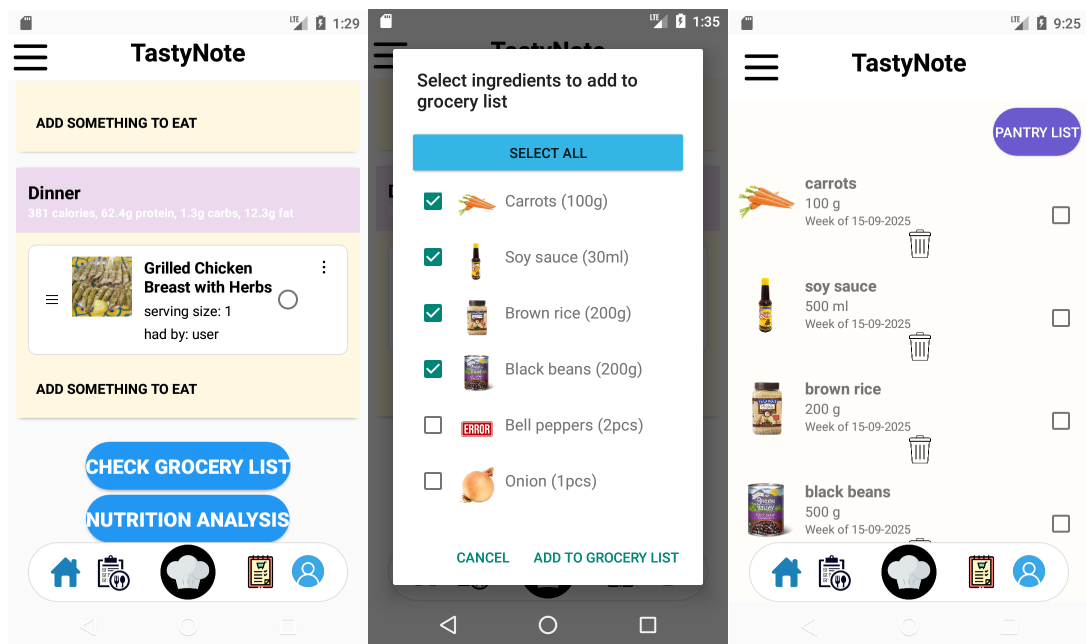 LTE 1:29
TastyNote
ADD SOMETHING TO EAT
Dinner
381 calories, 62.4g protein, 1.3g carbs, 12.3g fat
Grilled Chicken
Breast with Herbs
serving size: 1
had by: user
ADD SOMETHING TO EAT
CHECK GROCERY LIST
NUTRITION ANALYSIS
LTE 1:35
TastyNote
Select ingredients to add to
grocery list
SELECT ALL
Carrots (100g)
Soy sauce (30ml)
Brown rice (200g)
Black beans (200g)
ERROR
Bell peppers (2pcs)
Onion (1pcs)
CANCEL
ADD TO GROCERY LIST
LTE 9:25
TastyNote
PANTRY LIST
carrots
100 g
Week of 15-09-2025
soy sauce
500 ml
Week of 15-09-2025
brown rice
200 g
Week of 15-09-2025
black beans
500 g
Week of 15-09-2025